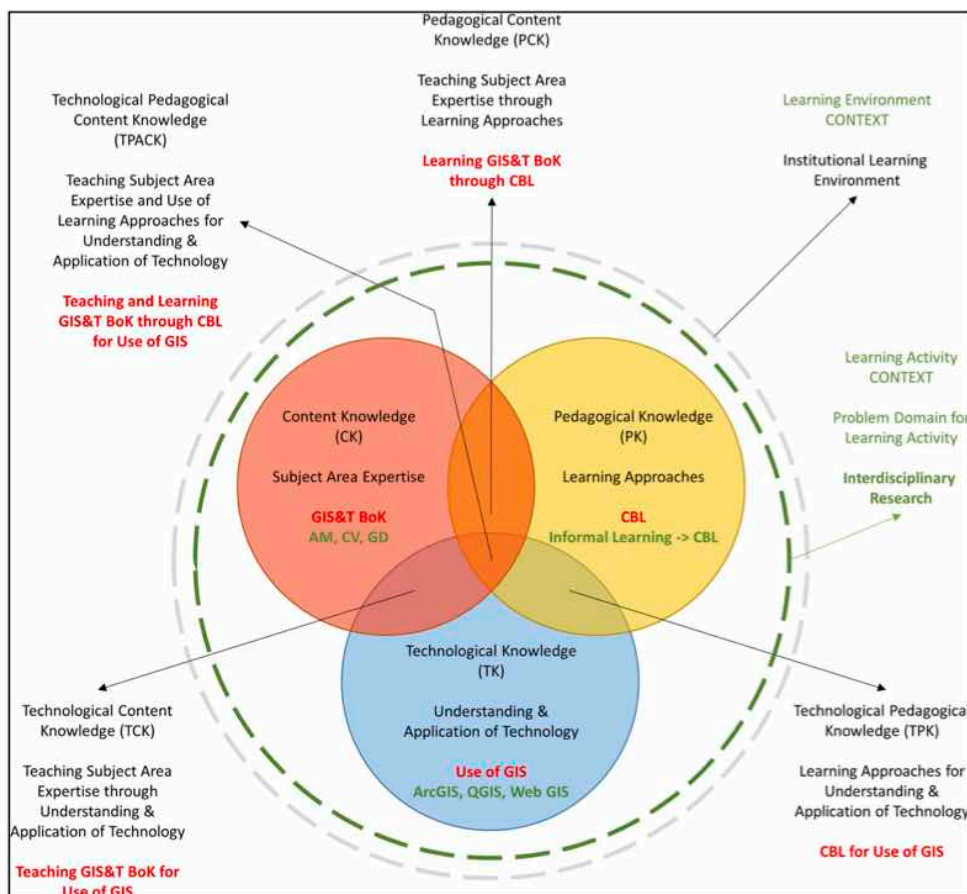 Pedagogical Content
Knowledge (PCK)
Teaching Subject Area
Expertise through
Learning Approaches
Learning GIS&T BoK
through CBL
Technological Pedagogical
Content Knowledge
(TPACK)
Teaching Subject Area
Expertise and Use of
Learning Approaches for
Understanding &
Application of Technology
Teaching and Learning
GIS&T BoK through CBL
for Use of GIS
Learning Environment
CONTEXT
Institutional Learning
Environment
Learning Activity
CONTEXT
Problem Domain for
Learning Activity
Interdisciplinary
Research
Content Knowledge
(CK)
Subject Area Expertise
GIS&T BoK
AM, CV, GD
Pedagogical Knowledge
(PK)
Learning Approaches
CBL
Informal Learning -> CBL
Technological Knowledge
(TK)
Understanding &
Application of Technology
Use of GIS
ArcGIS, QGIS, Web GIS
Technological Content
Knowledge (TCK)
Teaching Subject Area
Expertise through
Understanding &
Application of Technology
Teaching GIS&T BoK for
Use of GIS
Technological Pedagogical
Knowledge (TPK)
Learning Approaches for
Understanding &
Application of Technology
CBL for Use of GIS